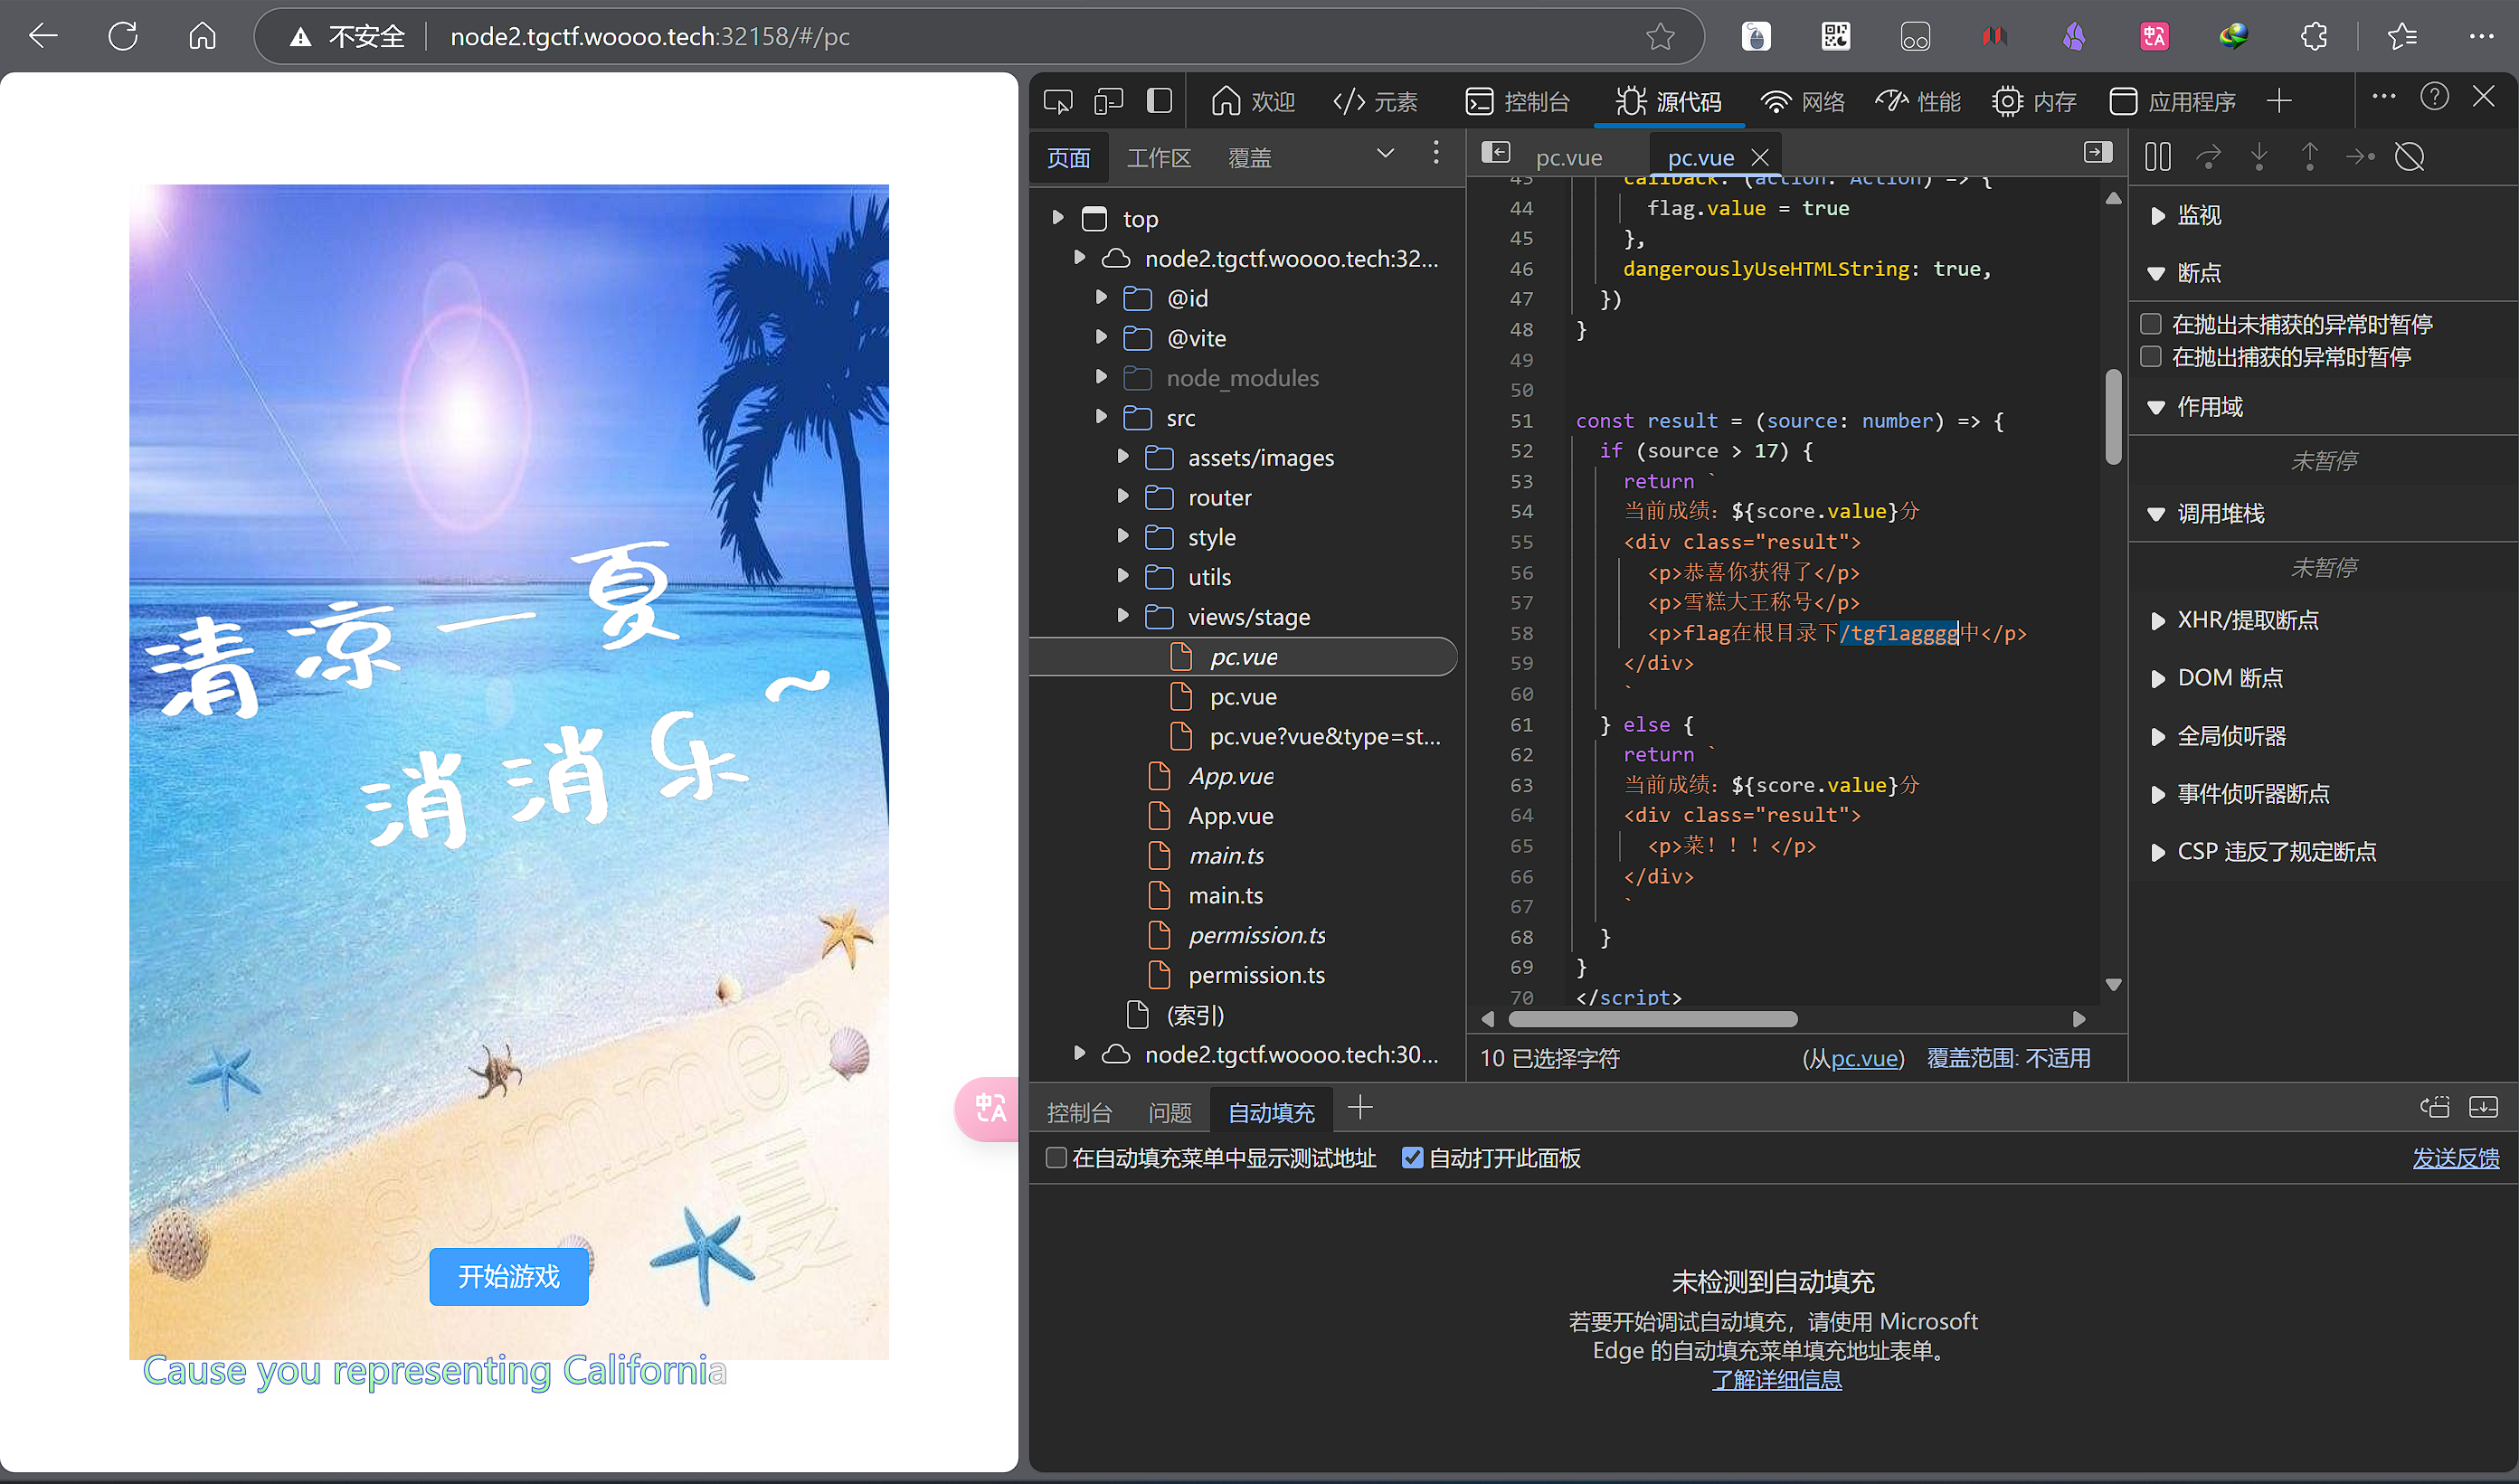 不安全 node2.tgctf.woooo.tech:32158/#/pc
清凉一夏~
消消乐
summer
夏
开始游戏
Cause you representing California
欢迎 元素 控制台 源代码 网络 性能 内存 应用程序
页面 工作区 覆盖
top
node2.tgctf.woooo.tech:32...
@id
@vite
node_modules
src
assets/images
router
style
utils
views/stage
pc.vue
pc.vue
pc.vue?vue&type=st...
App.vue
App.vue
main.ts
main.ts
permission.ts
permission.ts
(索引)
node2.tgctf.woooo.tech:30...
pc.vue pc.vue
43 callback: (action: Action) => {
44 flag.value = true
45 },
46 dangerouslyUseHTMLString: true,
47 })
48 }
49
50
51 const result = (source: number) => {
52 if (source > 17) {
53 return `
54 当前成绩：${score.value}分
55 <div class="result">
56 <p>恭喜你获得了</p>
57 <p>雪糕大王称号</p>
58 <p>flag在根目录下/tgflagggg中</p>
59 </div>
60 `
61 } else {
62 return `
63 当前成绩：${score.value}分
64 <div class="result">
65 <p>菜！！！</p>
66 </div>
67 `
68 }
69 }
70 </script>
10 已选择字符 (从pc.vue) 覆盖范围: 不适用
监视
断点
在抛出未捕获的异常时暂停
在抛出捕获的异常时暂停
作用域
未暂停
调用堆栈
未暂停
XHR/提取断点
DOM 断点
全局侦听器
事件侦听器断点
CSP 违反了规定断点
控制台 问题 自动填充
在自动填充菜单中显示测试地址 自动打开此面板 发送反馈
未检测到自动填充
若要开始调试自动填充，请使用 Microsoft
Edge 的自动填充菜单填充地址表单。
了解详细信息